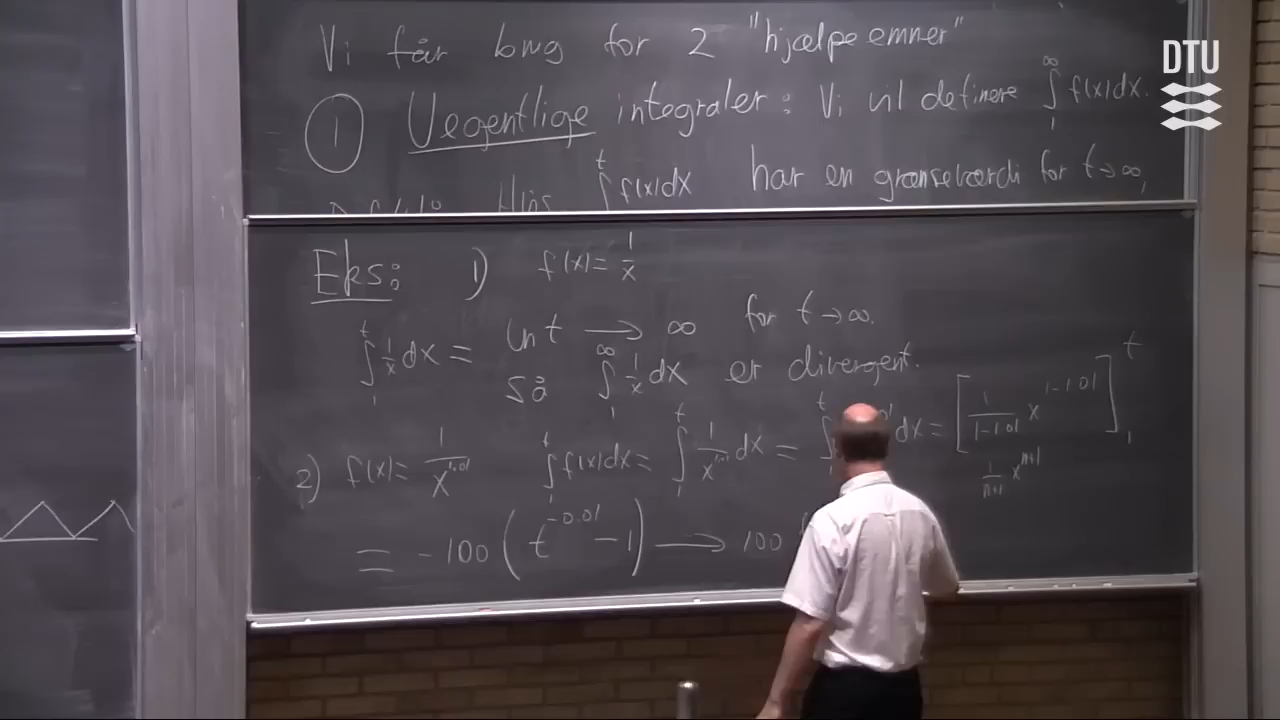 Vi får brug for 2 "hjælpeemner"
① Uegentlige integraler: Vi vil definere ∫₁^∞ f(x)dx.
∫₁^t f(x)dx har en grænseværdi for t→∞,
Eks: 1) f(x)= 1/x
∫₁^t 1/x dx = ln t → ∞ for t→∞.
så ∫₁^∞ 1/x dx er divergent.
2) f(x)= 1/x^1.01 ∫₁^t f(x)dx = ∫₁^t 1/x^1.01 dx = ∫ dx = [1/(1-1.01) x^(1-1.01)]₁^t
1/(n+1) x^(n+1)
= -100 (t^-0.01 -1) → 100
DTU